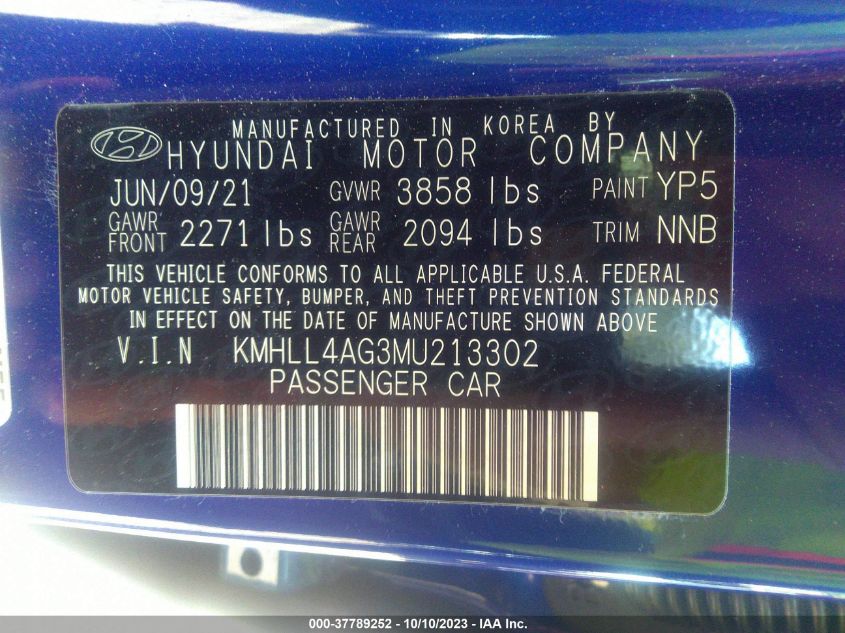 MANUFACTURED IN KOREA BY
HYUNDAI MOTOR COMPANY
JUN/09/21 GVWR 3858 lbs PAINT YP5
GAWR FRONT 2271 lbs GAWR REAR 2094 lbs TRIM NNB
THIS VEHICLE CONFORMS TO ALL APPLICABLE U.S.A. FEDERAL
MOTOR VEHICLE SAFETY, BUMPER, AND THEFT PREVENTION STANDARDS
IN EFFECT ON THE DATE OF MANUFACTURE SHOWN ABOVE
V.I.N KMHLL4AG3MU213302
PASSENGER CAR
000-37789252 - 10/10/2023 - IAA Inc.